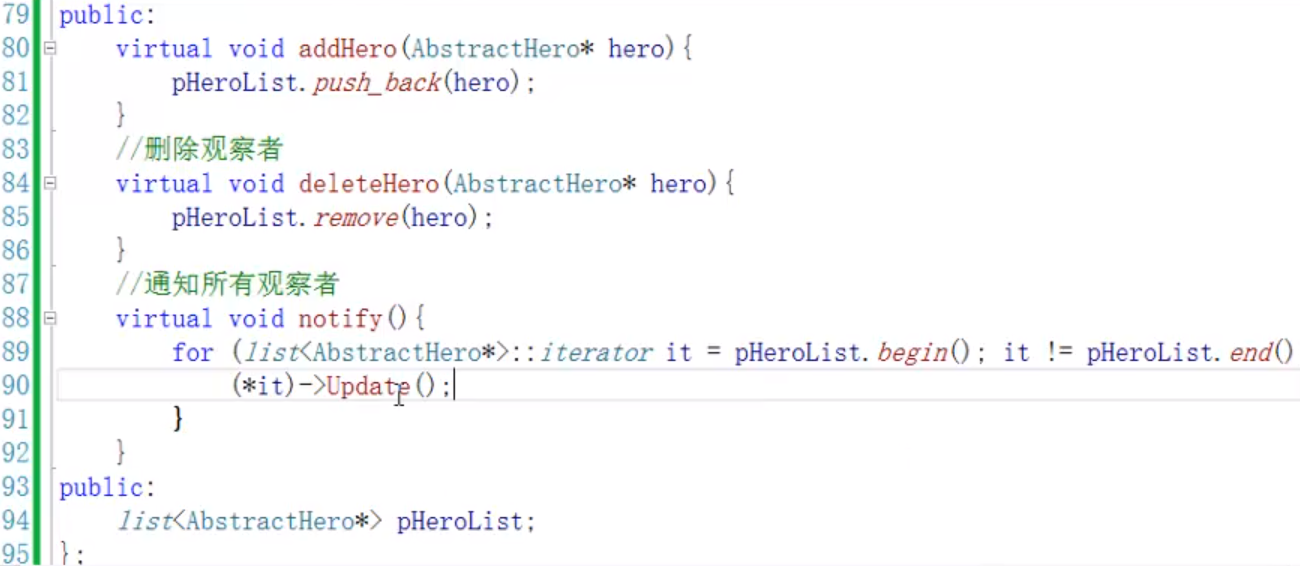 79 public:
80 virtual void addHero(AbstractHero* hero){
81 pHeroList.push_back(hero);
82 }
83 //删除观察者
84 virtual void deleteHero(AbstractHero* hero){
85 pHeroList.remove(hero);
86 }
87 //通知所有观察者
88 virtual void notify(){
89 for (list<AbstractHero*>::iterator it = pHeroList.begin(); it != pHeroList.end()
90 (*it)->Update();
91 }
92 }
93 public:
94 list<AbstractHero*> pHeroList;
95 };